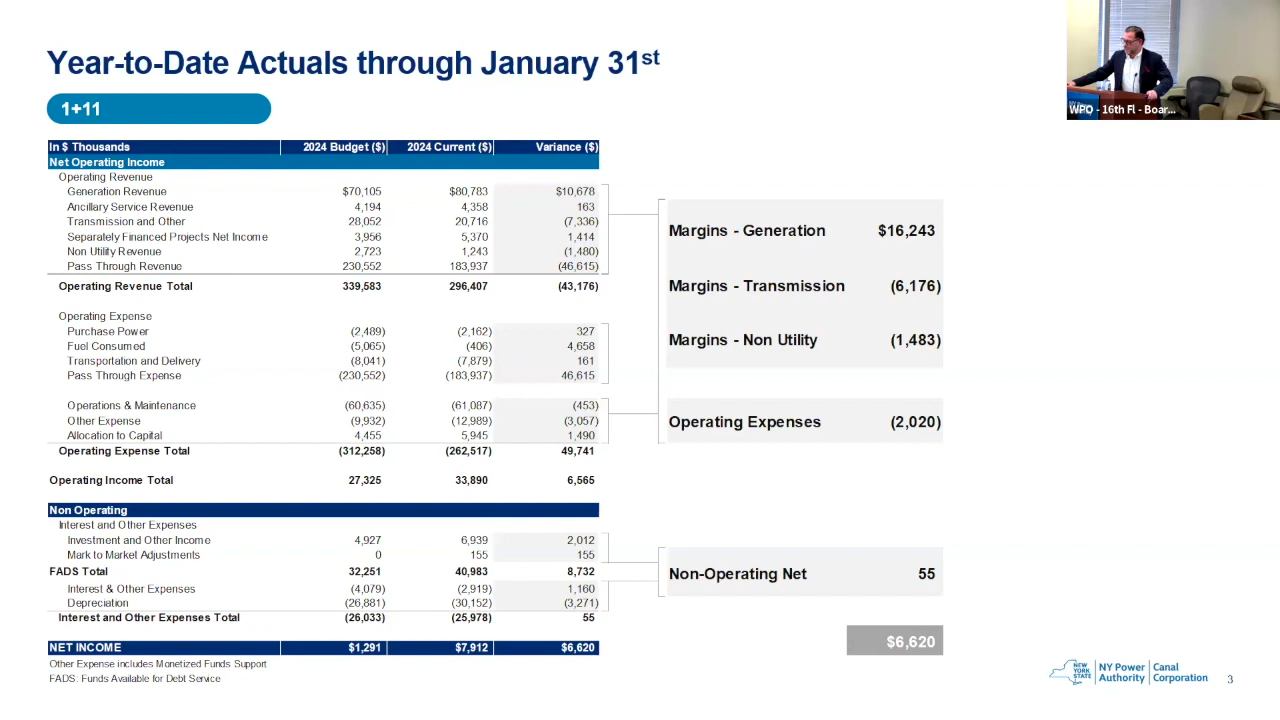 Year-to-Date Actuals through January 31st
1+11
In $ Thousands 2024 Budget ($) 2024 Current ($) Variance ($)
Net Operating Income
Operating Revenue
Generation Revenue $70,105 $80,783 $10,678
Ancillary Service Revenue 4,194 4,358 163
Transmission and Other 28,052 20,716 (7,336)
Separately Financed Projects Net Income 3,956 5,370 1,414
Non Utility Revenue 2,723 1,243 (1,480)
Pass Through Revenue 230,552 183,937 (46,615)
Operating Revenue Total 339,583 296,407 (43,176)
Operating Expense
Purchase Power (2,489) (2,162) 327
Fuel Consumed (5,065) (406) 4,658
Transportation and Delivery (8,041) (7,879) 161
Pass Through Expense (230,552) (183,937) 46,615
Operations & Maintenance (60,635) (61,087) (453)
Other Expense (9,932) (12,989) (3,057)
Allocation to Capital 4,455 5,945 1,490
Operating Expense Total (312,258) (262,517) 49,741
Operating Income Total 27,325 33,890 6,565
Non Operating
Interest and Other Expenses
Investment and Other Income 4,927 6,939 2,012
Mark to Market Adjustments 0 155 155
FADS Total 32,251 40,983 8,732
Interest & Other Expenses (4,079) (2,919) 1,160
Depreciation (26,881) (30,152) (3,271)
Interest and Other Expenses Total (26,033) (25,978) 55
NET INCOME $1,291 $7,912 $6,620
Other Expense includes Monetized Funds Support
FADS: Funds Available for Debt Service
Margins - Generation $16,243
Margins - Transmission (6,176)
Margins - Non Utility (1,483)
Operating Expenses (2,020)
Non-Operating Net 55
$6,620
WPO - 16th Fl - Boar...
NEW YORK STATE
NY Power Authority
Canal Corporation
3